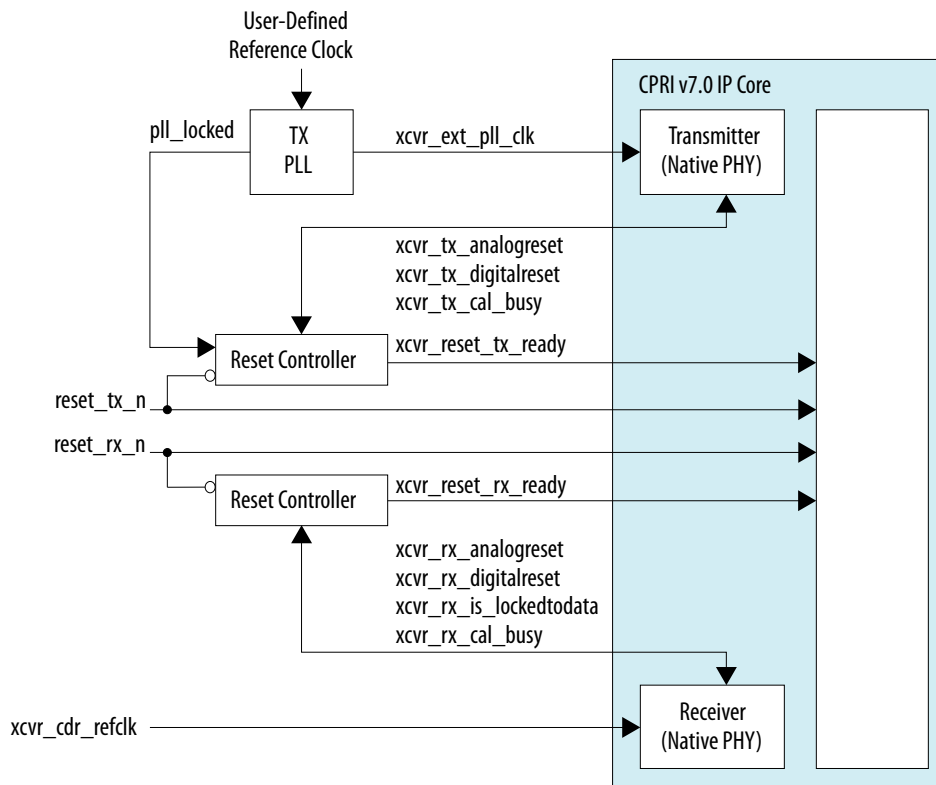 User-Defined
Reference Clock
CPRI v7.0 IP Core
pll_locked
TX
PLL
xcvr_ext_pll_clk
Transmitter
(Native PHY)
xcvr_tx_analogreset
xcvr_tx_digitalreset
xcvr_tx_cal_busy
Reset Controller
xcvr_reset_tx_ready
reset_tx_n
reset_rx_n
Reset Controller
xcvr_reset_rx_ready
xcvr_rx_analogreset
xcvr_rx_digitalreset
xcvr_rx_is_lockedtodata
xcvr_rx_cal_busy
xcvr_cdr_refclk
Receiver
(Native PHY)